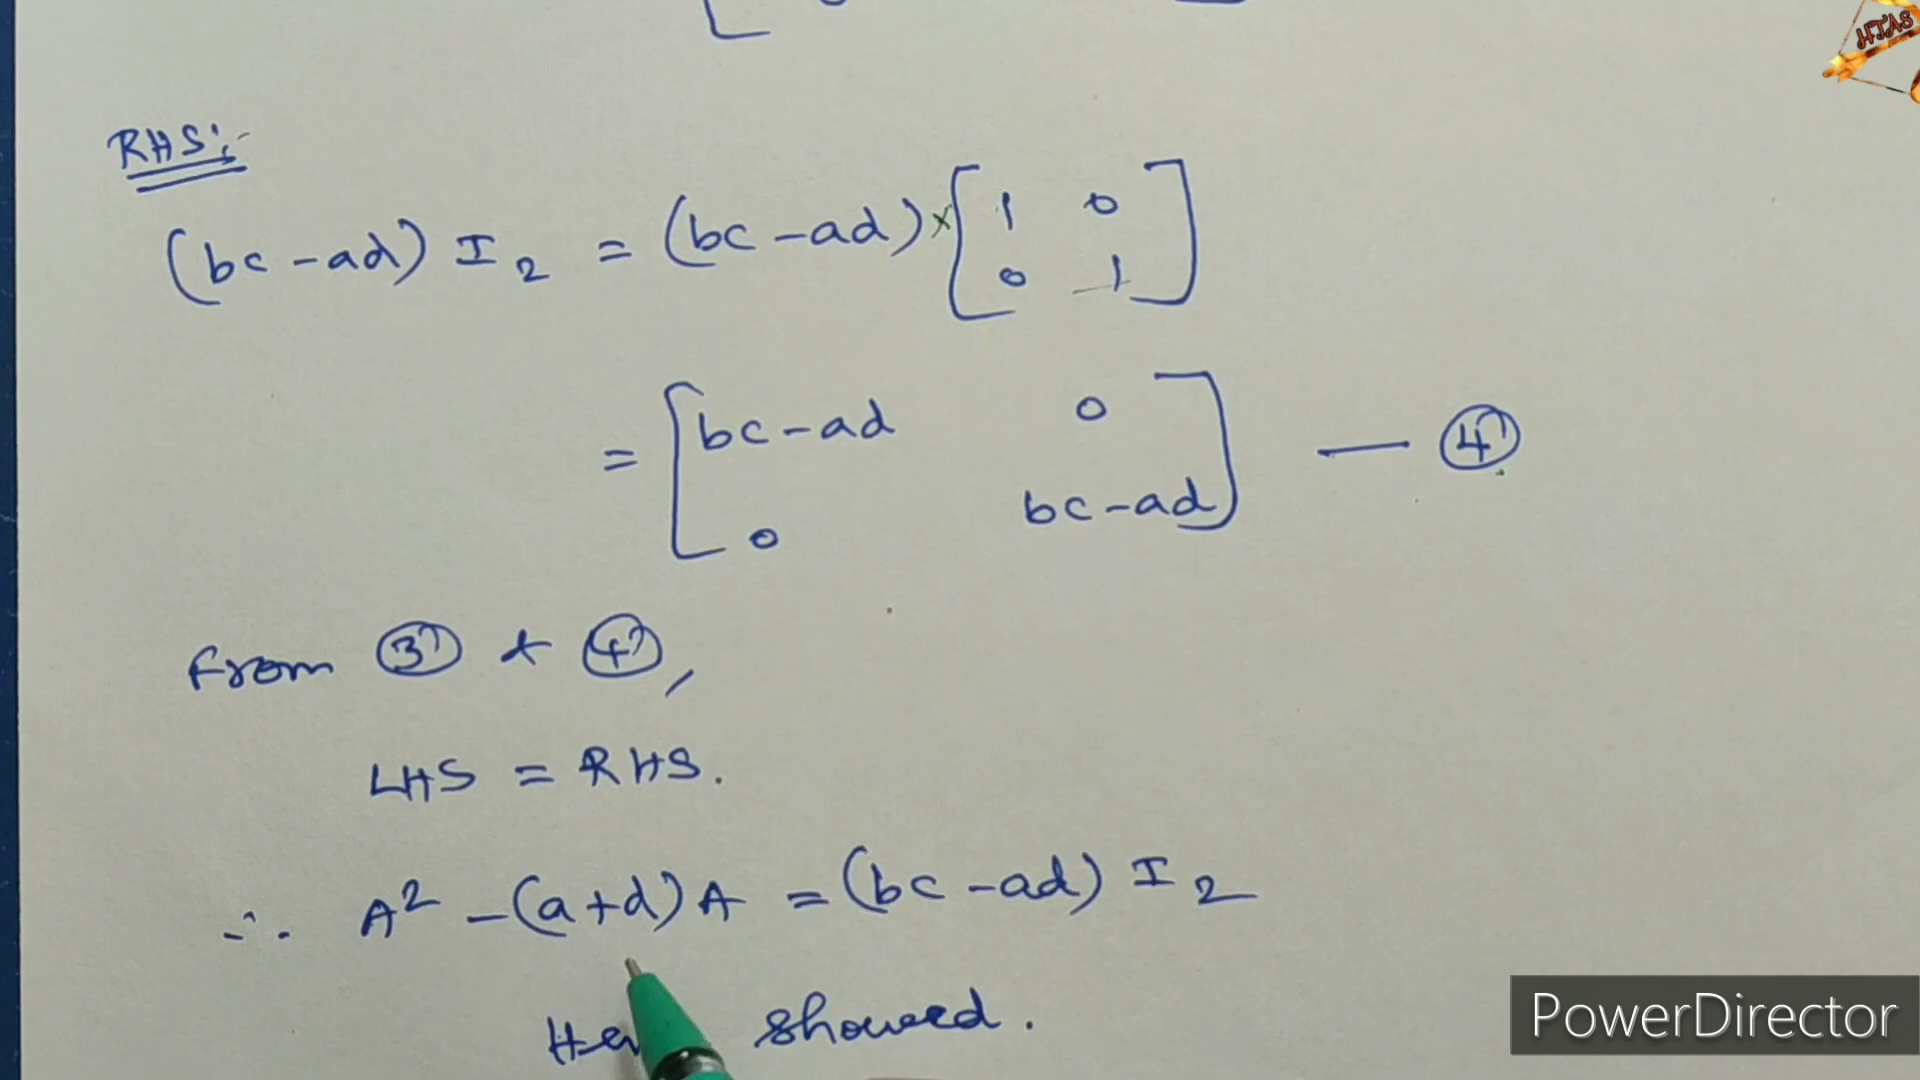 HTAS
RHS:-
(bc-ad) I₂ = (bc-ad) × [1 0
0 1]
= [bc-ad 0
0 bc-ad] — ④
From ③ & ④,
LHS = RHS.
∴ A² - (a+d) A = (bc-ad) I₂
showed.
PowerDirector